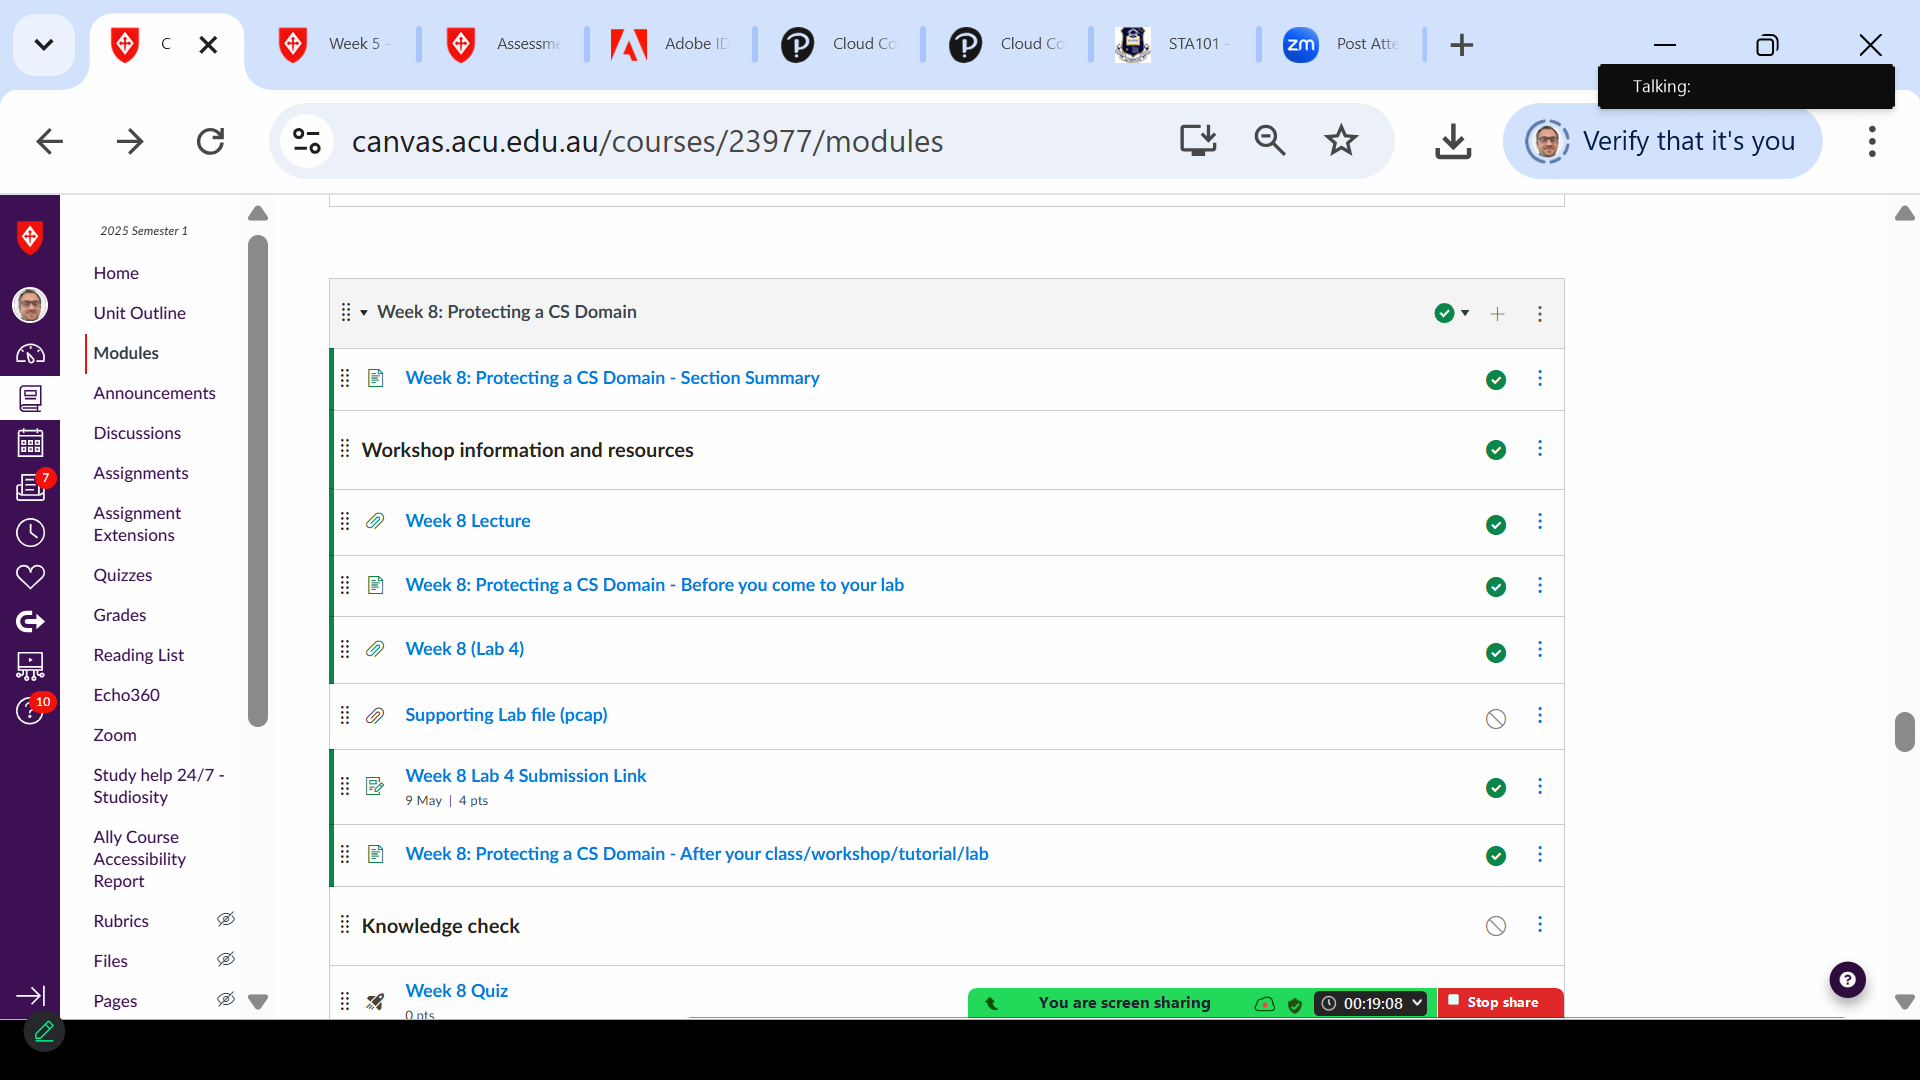 C
Week 5 -
Assessme
Adobe ID
Cloud Co
Cloud Co
STA101 -
zm
Post Atte
Talking:
canvas.acu.edu.au/courses/23977/modules
Verify that it's you
2025 Semester 1
Home
Unit Outline
Modules
Announcements
Discussions
Assignments
Assignment
Extensions
Quizzes
Grades
Reading List
Echo360
Zoom
Study help 24/7 -
Studiosity
Ally Course
Accessibility
Report
Rubrics
Files
Pages
7
10
Week 8: Protecting a CS Domain
Week 8: Protecting a CS Domain - Section Summary
Workshop information and resources
Week 8 Lecture
Week 8: Protecting a CS Domain - Before you come to your lab
Week 8 (Lab 4)
Supporting Lab file (pcap)
Week 8 Lab 4 Submission Link
9 May | 4 pts
Week 8: Protecting a CS Domain - After your class/workshop/tutorial/lab
Knowledge check
Week 8 Quiz
0 pts
You are screen sharing
00:19:08
Stop share